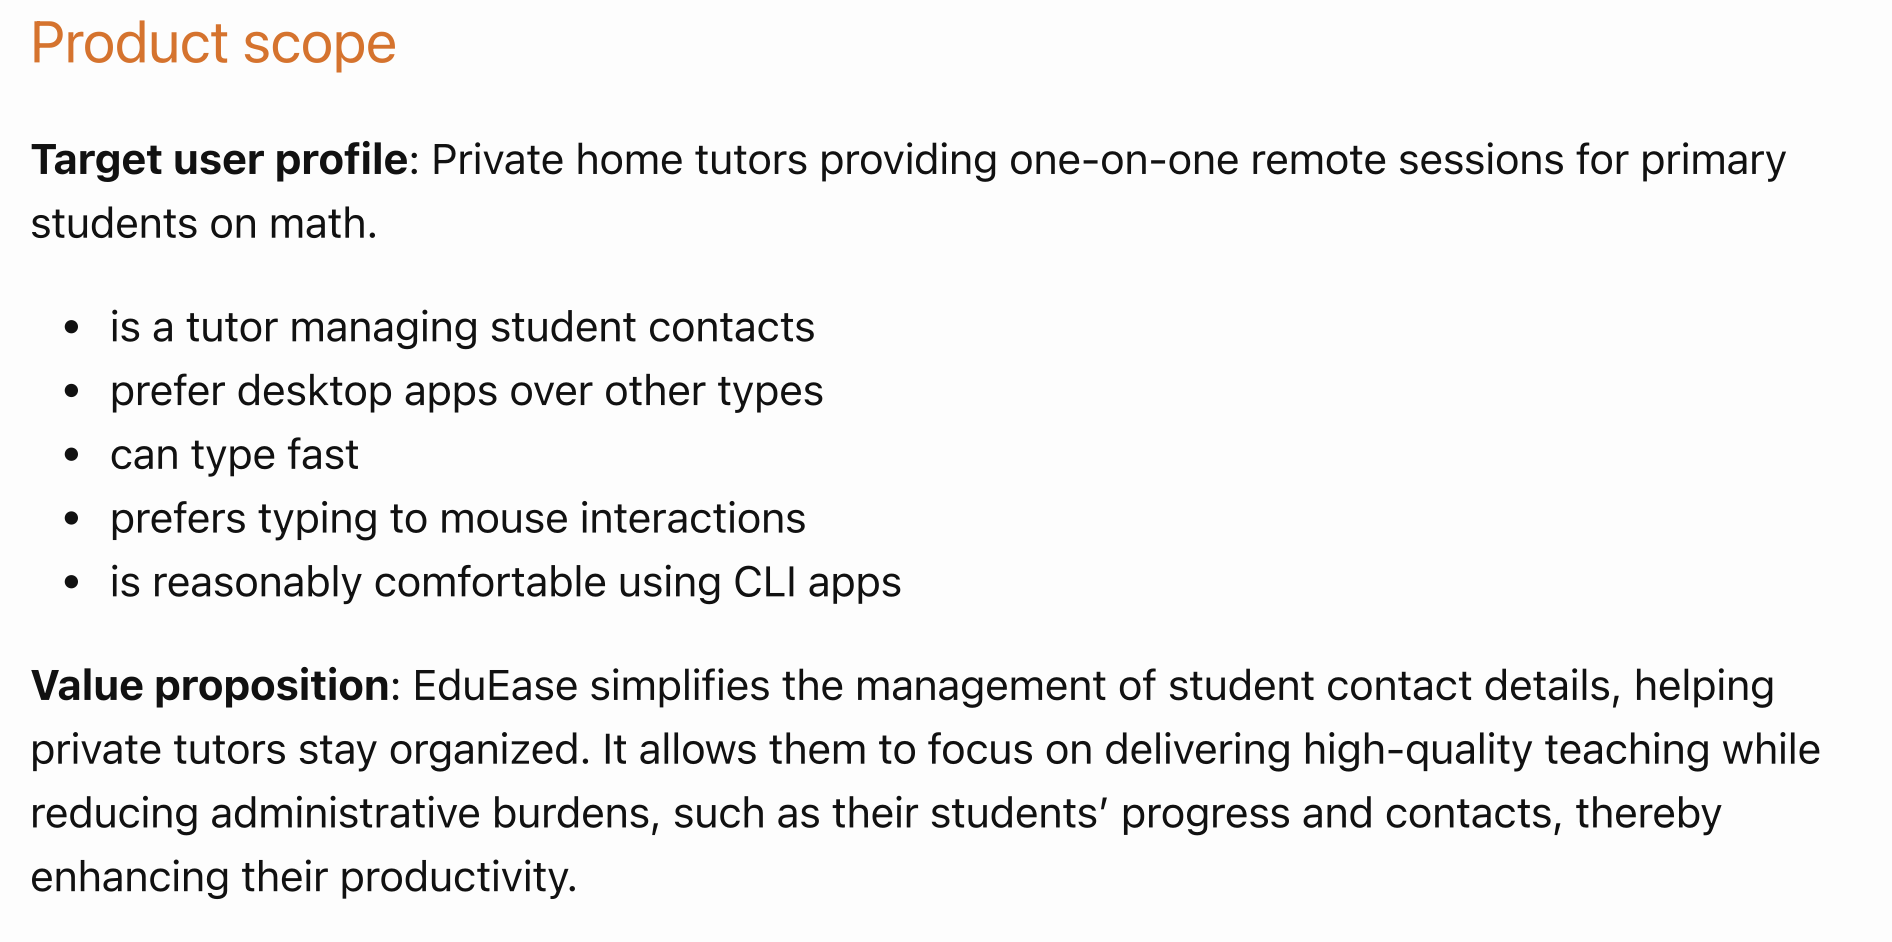 Product scope
Target user profile: Private home tutors providing one-on-one remote sessions for primary
students on math.
• is a tutor managing student contacts
• prefer desktop apps over other types
• can type fast
• prefers typing to mouse interactions
• is reasonably comfortable using CLI apps
Value proposition: EduEase simplifies the management of student contact details, helping
private tutors stay organized. It allows them to focus on delivering high-quality teaching while
reducing administrative burdens, such as their students’ progress and contacts, thereby
enhancing their productivity.